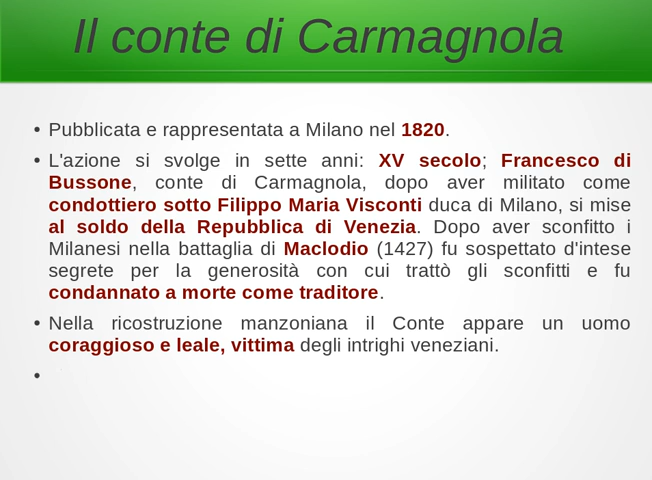 Il conte di Carmagnola
• Pubblicata e rappresentata a Milano nel 1820.
• L'azione si svolge in sette anni: XV secolo; Francesco di
Bussone, conte di Carmagnola, dopo aver militato come
condottiero sotto Filippo Maria Visconti duca di Milano, si mise
al soldo della Repubblica di Venezia. Dopo aver sconfitto i
Milanesi nella battaglia di Maclodio (1427) fu sospettato d'intese
segrete per la generosità con cui trattò gli sconfitti e fu
condannato a morte come traditore.
• Nella ricostruzione manzoniana il Conte appare un uomo
coraggioso e leale, vittima degli intrighi veneziani.
•